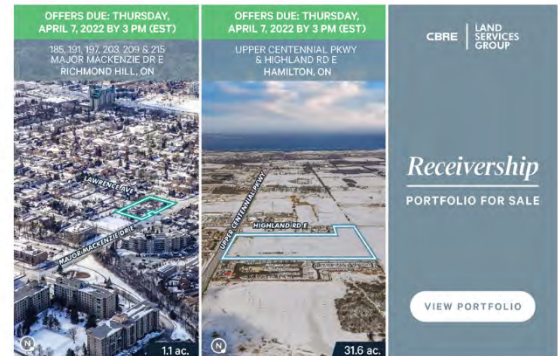 OFFERS DUE: THURSDAY,
APRIL 7, 2022 BY 3 PM (EST)
185, 191, 197, 203, 209 & 215
MAJOR MACKENZIE DR E
RICHMOND HILL, ON
LAWRENCE AVE
MAJOR MACKENZIE DR E
N
1.1 ac.
OFFERS DUE: THURSDAY,
APRIL 7, 2022 BY 3 PM (EST)
UPPER CENTENNIAL PKWY
& HIGHLAND RD E
HAMILTON, ON
UPPER CENTENNIAL PKWY
HIGHLAND RD E
N
31.6 ac.
CBRE
LAND
SERVICES
GROUP
Receivership
PORTFOLIO FOR SALE
VIEW PORTFOLIO